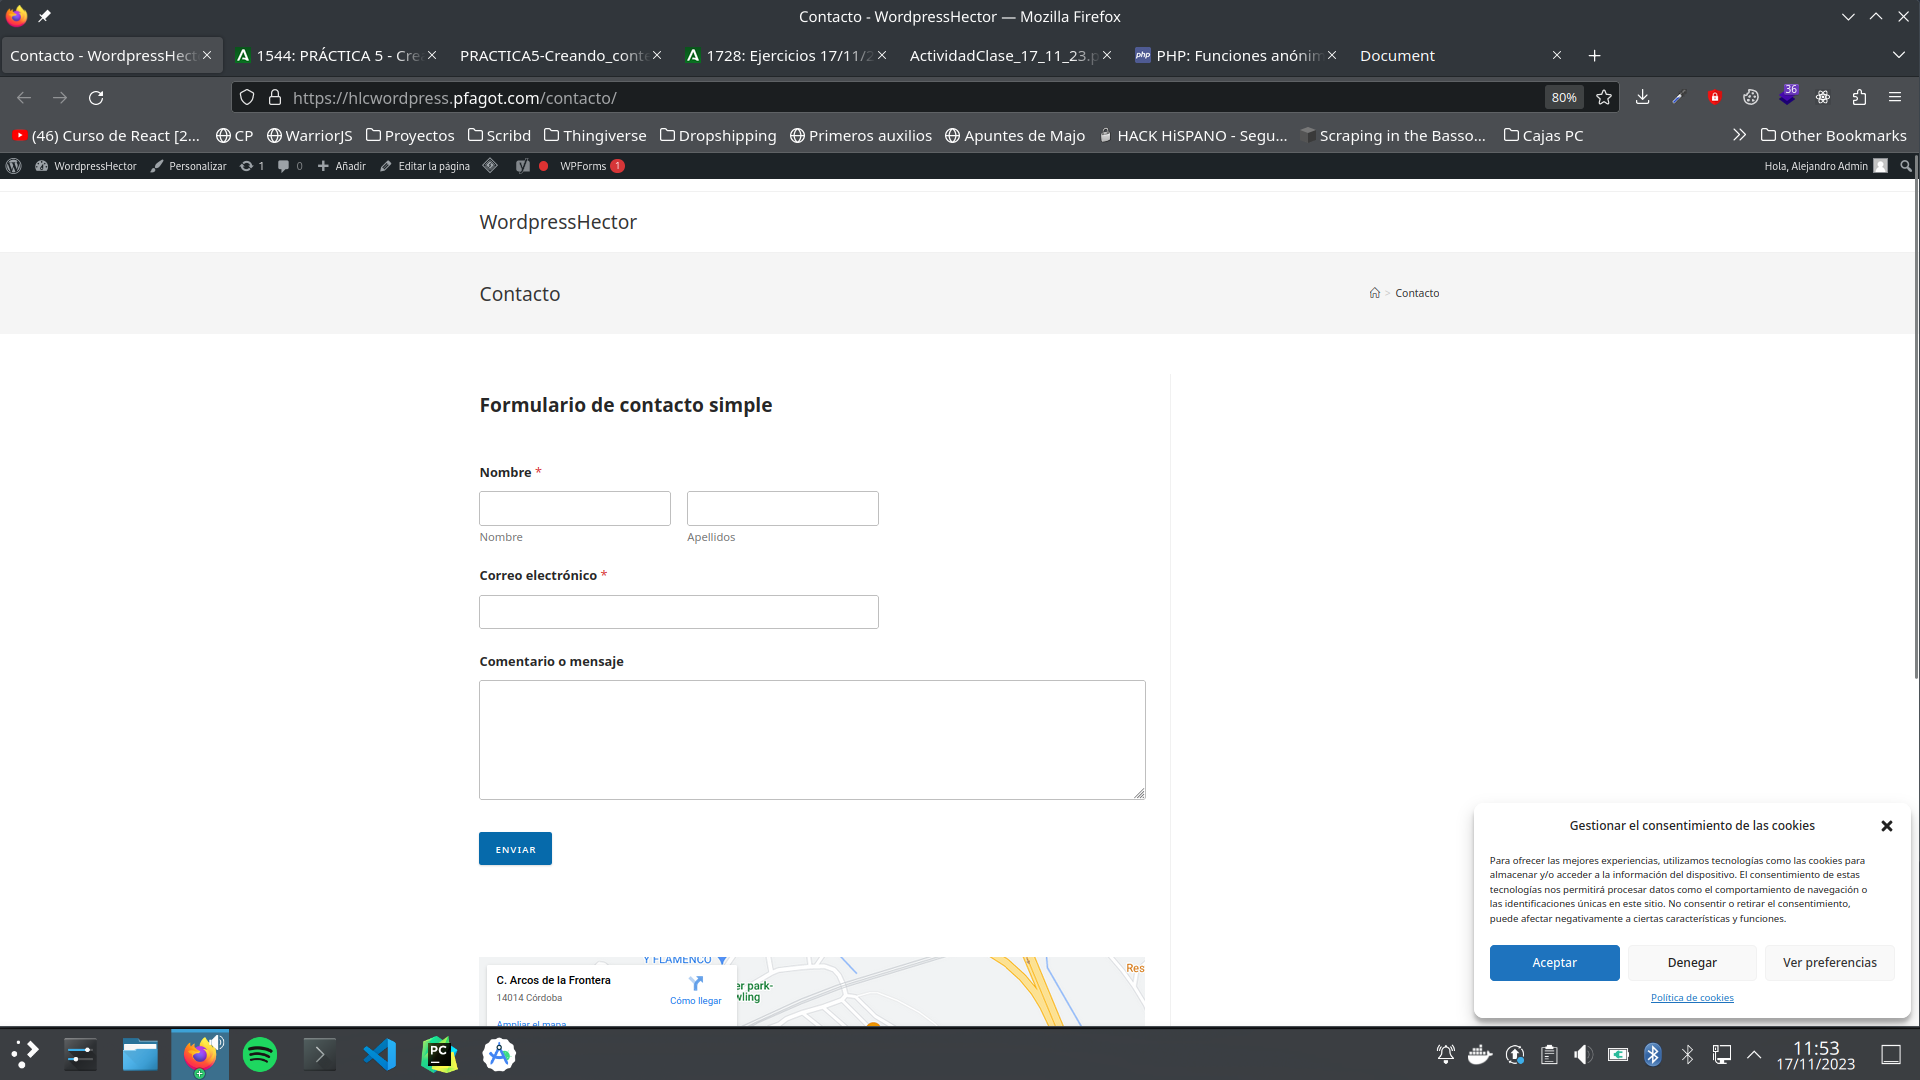 Contacto - WordpressHector — Mozilla Firefox
Contacto - WordpressHect
1544: PRÁCTICA 5 - Cre
PRACTICA5-Creando_conte
1728: Ejercicios 17/11/2
ActividadClase_17_11_23.p
php PHP: Funciones anónim
Document
https://hlcwordpress.pfagot.com/contacto/
80%
36
(46) Curso de React [2...
CP
WarriorJS
Proyectos
Scribd
Thingiverse
Dropshipping
Primeros auxilios
Apuntes de Majo
HACK HiSPANO - Segu...
Scraping in the Basso...
Cajas PC
Other Bookmarks
WordpressHector
Personalizar
1
0
Añadir
Editar la página
WPForms 1
Hola, Alejandro Admin
WordpressHector
Contacto
> Contacto
Formulario de contacto simple
Nombre *
Nombre
Apellidos
Correo electrónico *
Comentario o mensaje
ENVIAR
Y FLAMENCO
C. Arcos de la Frontera
14014 Córdoba
Cómo llegar
Ampliar el mapa
er park-
wling
Res
Gestionar el consentimiento de las cookies
Para ofrecer las mejores experiencias, utilizamos tecnologías como las cookies para
almacenar y/o acceder a la información del dispositivo. El consentimiento de estas
tecnologías nos permitirá procesar datos como el comportamiento de navegación o
las identificaciones únicas en este sitio. No consentir o retirar el consentimiento,
puede afectar negativamente a ciertas características y funciones.
Aceptar
Denegar
Ver preferencias
Política de cookies
PC
11:53
17/11/2023